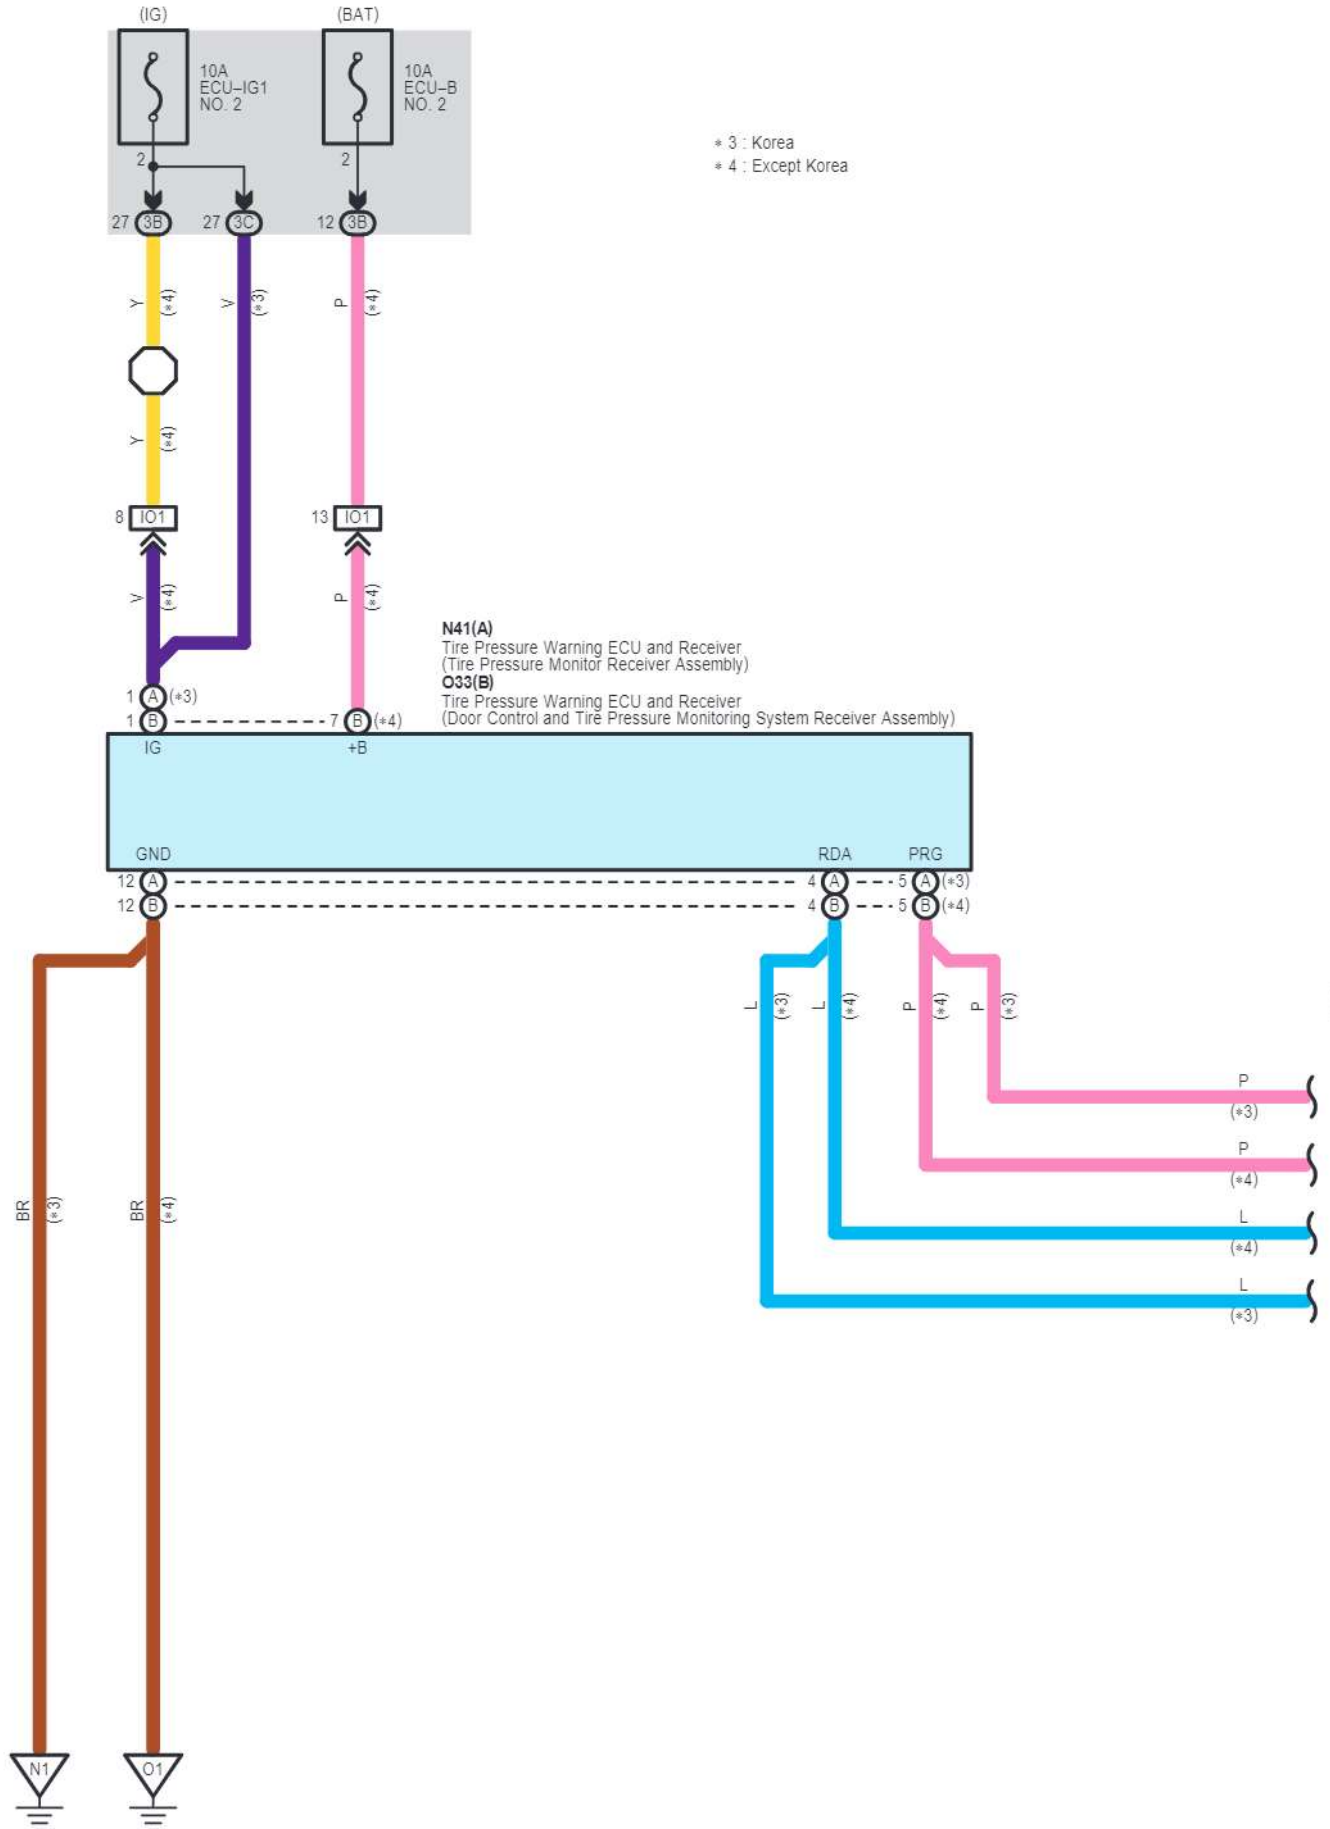 (IG)
(BAT)
10A
ECU–IG1
NO. 2
10A
ECU–B
NO. 2
∗ 3 : Korea
∗ 4 : Except Korea
2
2
27 3B
27 3C
12 3B
Y (∗4)
V (∗3)
P (∗4)
Y (∗4)
8 IO1
13 IO1
V (∗4)
P (∗4)
N41(A)
Tire Pressure Warning ECU and Receiver
(Tire Pressure Monitor Receiver Assembly)
O33(B)
Tire Pressure Warning ECU and Receiver
(Door Control and Tire Pressure Monitoring System Receiver Assembly)
1 A (∗3)
1 B
7 B (∗4)
IG
+B
GND
RDA
PRG
12 A
4 A
5 A (∗3)
12 B
4 B
5 B (∗4)
L (∗3)
L (∗4)
P (∗4)
P (∗3)
P
(∗3)
P
(∗4)
L
(∗4)
L
(∗3)
BR (∗3)
BR (∗4)
N1
O1